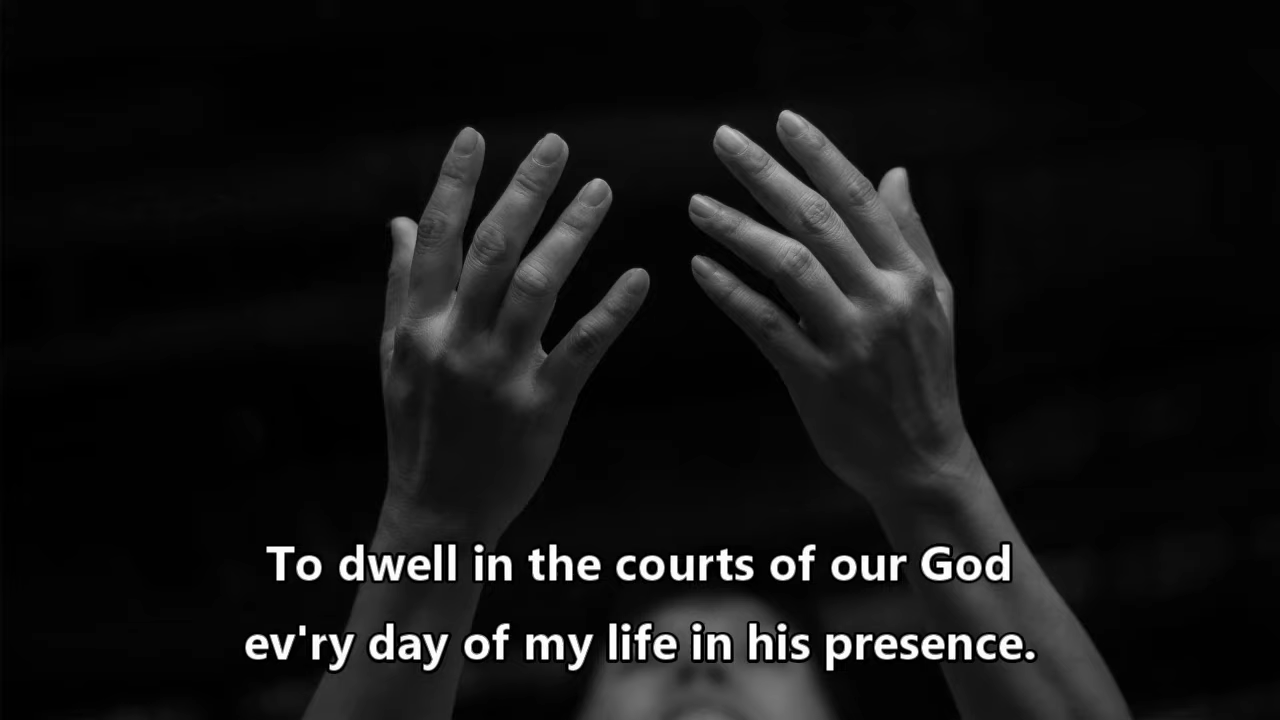 To dwell in the courts of our God
ev'ry day of my life in his presence.